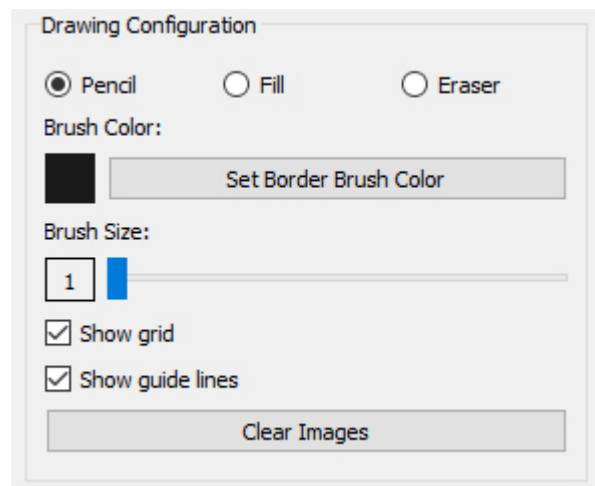 Drawing Configuration
Pencil Fill Eraser
Brush Color:
Set Border Brush Color
Brush Size:
1
Show grid
Show guide lines
Clear Images